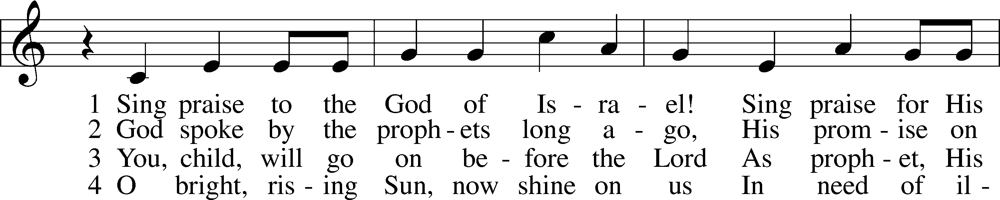 1 Sing praise to the God of Is - ra - el! Sing praise for His
2 God spoke by the proph - ets long a - go, His prom - ise on
3 You, child, will go on be - fore the Lord As proph - et, His
4 O bright, ris - ing Sun, now shine on us In need of il -